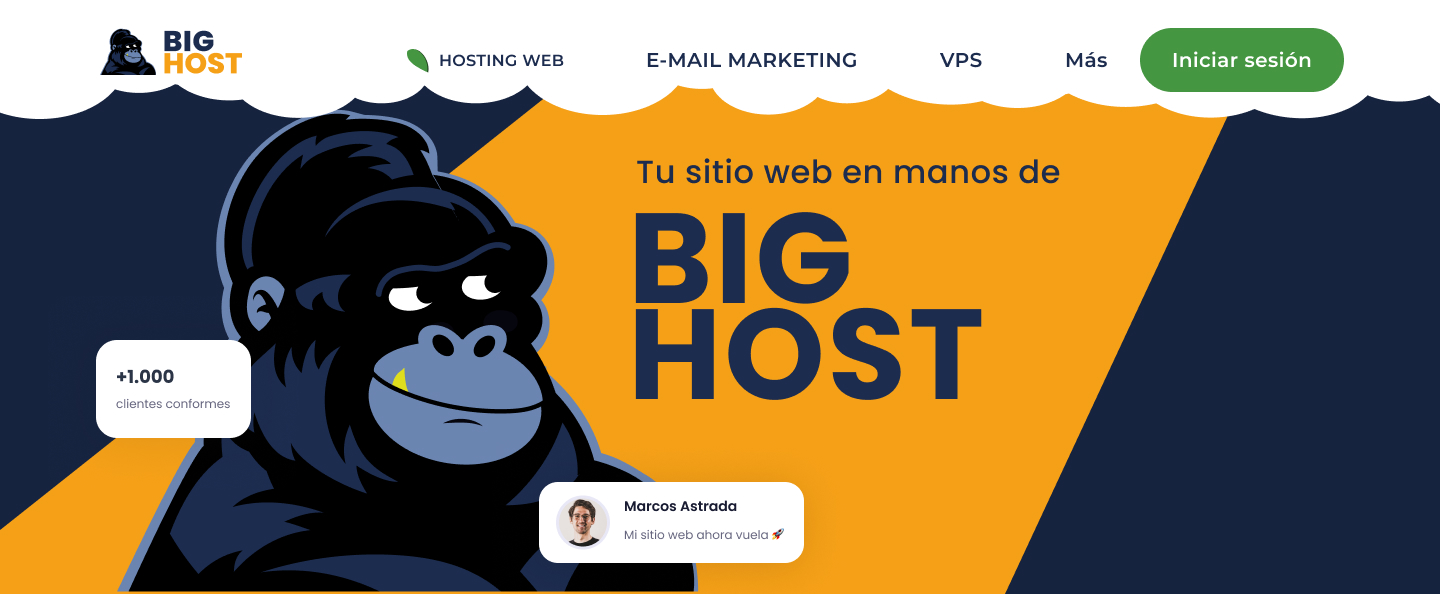 BIG
HOST
HOSTING WEB
E-MAIL MARKETING
VPS
Más
Iniciar sesión
Tu sitio web en manos de
BIG
HOST
+1.000
clientes conformes
Marcos Astrada
Mi sitio web ahora vuela 🚀